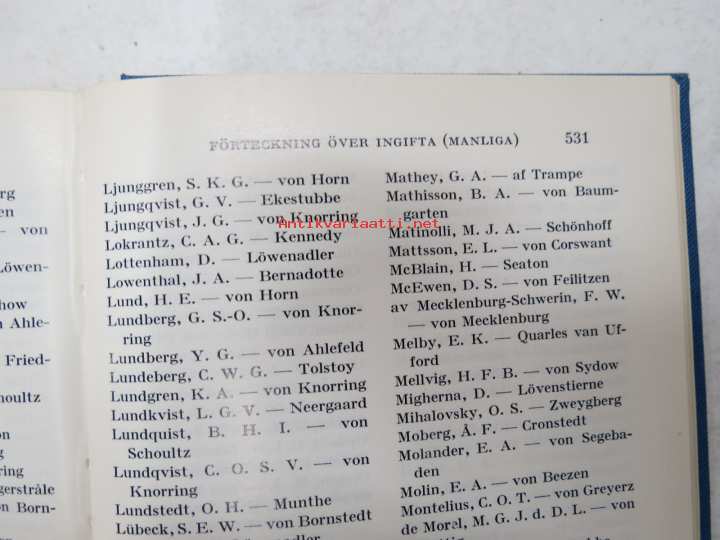 FÖRTECKNING ÖVER INGIFTA (MANLIGA) 531
Ljunggren, S. K. G. — von Horn
Ljungqvist, G. V. — Ekestubbe
Ljungqvist, J. G. — von Knorring
Lokrantz, C. A. G. — Kennedy
Lottenham, D. — Löwenadler
Lowenthal, J. A. — Bernadotte
Lund, H. E. — von Horn
Lundberg, G. S.-O. — von Knor-
ring
Lundberg, Y. G. — von Ahlefeld
Lundeberg, C. W. G. — Tolstoy
Lundgren, K. A. — von Knorring
Lundkvist, L. G. V. — Neergaard
Lundquist, B. H. I. — von
Schoultz
Lundqvist, C. O. S. V. — von
Knorring
Lundstedt, O. H. — Munthe
Lübeck, S. E. W. — von Bornstedt
Mathey, G. A. — af Trampe
Mathisson, B. A. — von Baum-
garten
Matinolli, M. J. A. — Schönhoff
Mattsson, E. L. — von Corswant
McBlain, H. — Seaton
McEwen, D. S. — von Feilitzen
av Mecklenburg-Schwerin, F. W.
— von Mecklenburg
Melby, E. K. — Quarles van Uf-
ford
Mellvig, H. F. B. — von Sydow
Migherna, D. — Lövenstierne
Mihalovsky, O. S. — Zweygberg
Moberg, Å. F. — Cronstedt
Molander, E. A. — von Segeba-
den
Molin, E. A. — von Beezen
Montelius, C. O. T. — von Greyerz
de Morel, M. G. J. d. D. L. — von
Antikvariaatti.net